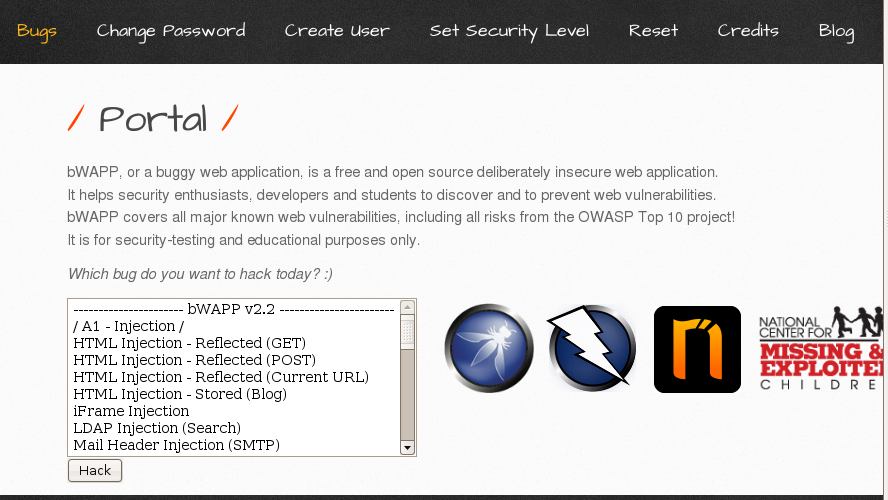 Bugs Change Password Create User Set Security Level Reset Credits Blog
/ Portal /
bWAPP, or a buggy web application, is a free and open source deliberately insecure web application.
It helps security enthusiasts, developers and students to discover and to prevent web vulnerabilities.
bWAPP covers all major known web vulnerabilities, including all risks from the OWASP Top 10 project!
It is for security-testing and educational purposes only.
Which bug do you want to hack today? :)
---------------------- bWAPP v2.2 -----------------------
/ A1 - Injection /
HTML Injection - Reflected (GET)
HTML Injection - Reflected (POST)
HTML Injection - Reflected (Current URL)
HTML Injection - Stored (Blog)
iFrame Injection
LDAP Injection (Search)
Mail Header Injection (SMTP)
Hack
n
NATIONAL
CENTER FOR
MISSING &
EXPLOITE
CHILDRE